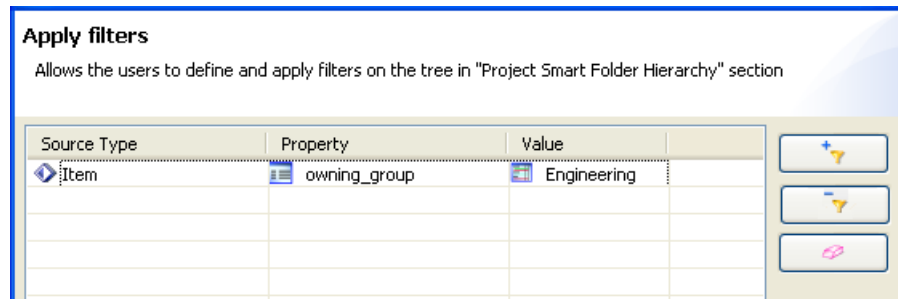 Apply filters
Allows the users to define and apply filters on the tree in "Project Smart Folder Hierarchy" section
Source Type Property Value
Item owning_group Engineering